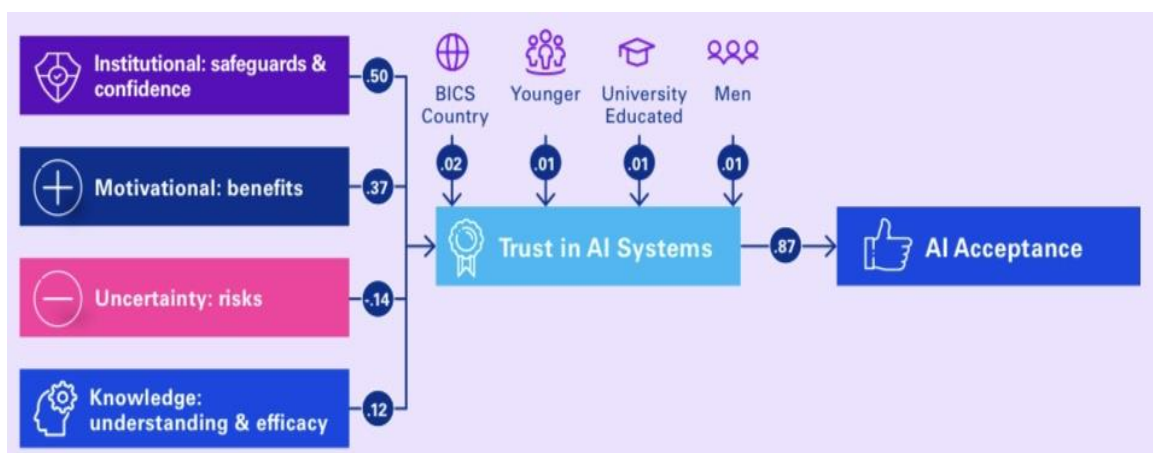 Institutional: safeguards &
confidence
.50
BICS
Country
Younger
University
Educated
Men
.02
.01
.01
.01
Motivational: benefits
.37
Trust in AI Systems
.87
AI Acceptance
Uncertainty: risks
-.14
Knowledge:
understanding & efficacy
.12